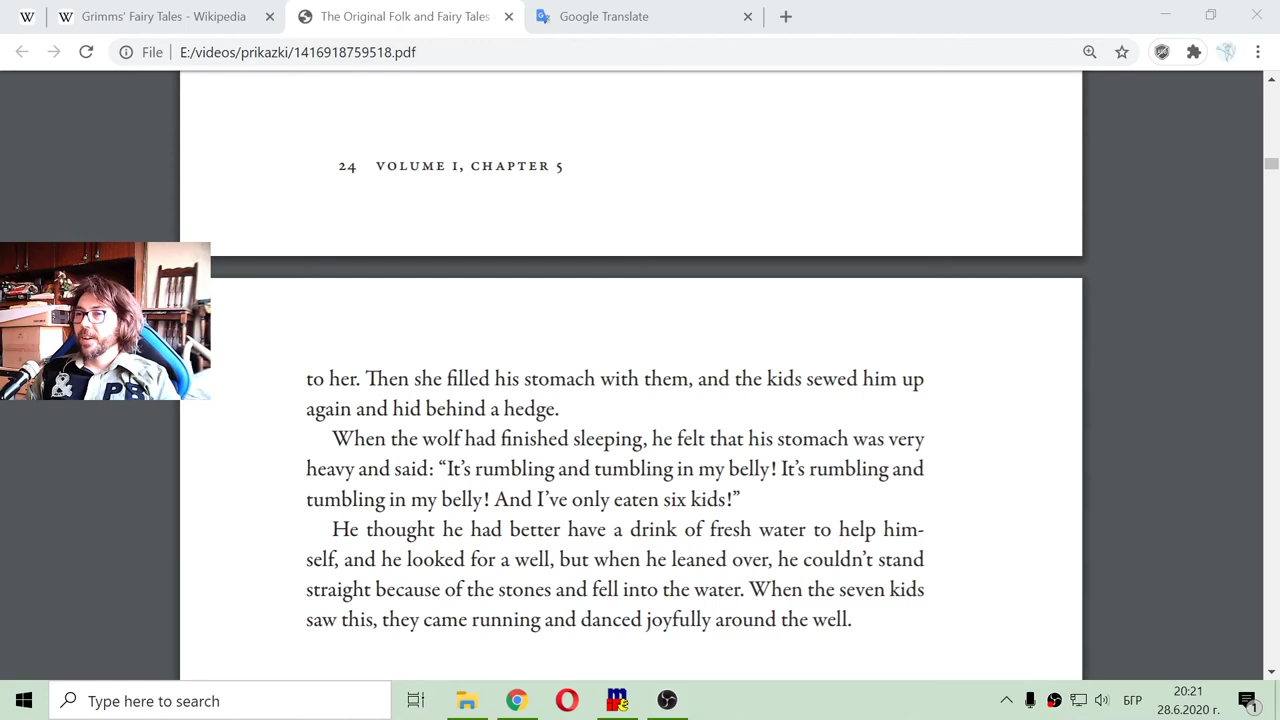 Grimms' Fairy Tales - Wikipedia
The Original Folk and Fairy Tales
Google Translate
File E:/videos/prikazki/1416918759518.pdf
24 VOLUME I, CHAPTER 5
to her. Then she filled his stomach with them, and the kids sewed him up
again and hid behind a hedge.
When the wolf had finished sleeping, he felt that his stomach was very
heavy and said: “It’s rumbling and tumbling in my belly! It’s rumbling and
tumbling in my belly! And I’ve only eaten six kids!”
He thought he had better have a drink of fresh water to help him-
self, and he looked for a well, but when he leaned over, he couldn’t stand
straight because of the stones and fell into the water. When the seven kids
saw this, they came running and danced joyfully around the well.
Type here to search
БГР
20:21
28.6.2020 г.
1